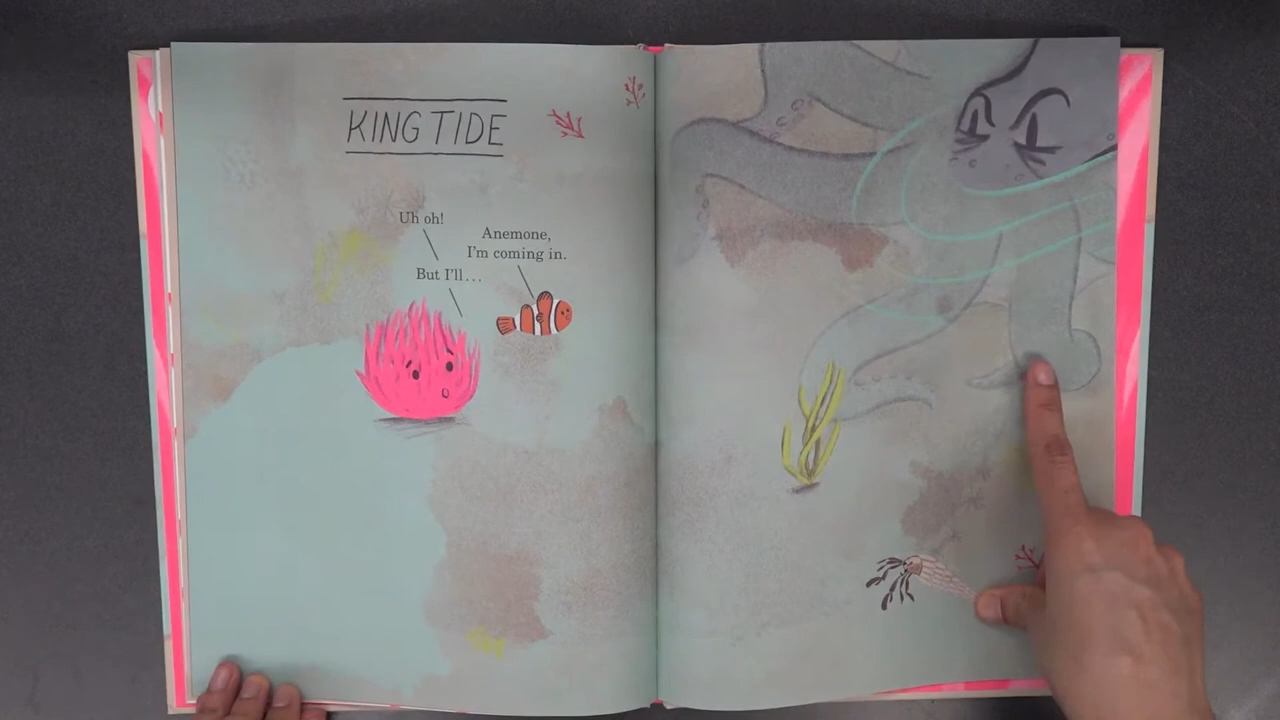 KING TIDE
Uh oh!
Anemone,
I'm coming in.
But I'll...